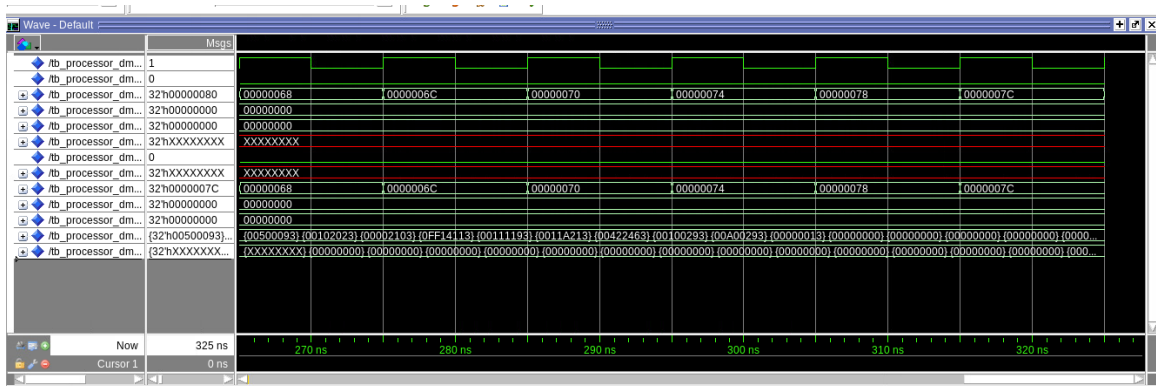 Wave - Default
Msgs
/tb_processor_dm... 1
/tb_processor_dm... 0
/tb_processor_dm... 32'h00000080 00000068 0000006C 00000070 00000074 00000078 0000007C
/tb_processor_dm... 32'h00000000 00000000
/tb_processor_dm... 32'h00000000 00000000
/tb_processor_dm... 32'hXXXXXXXX XXXXXXXX
/tb_processor_dm... 0
/tb_processor_dm... 32'hXXXXXXXX XXXXXXXX
/tb_processor_dm... 32'h0000007C 00000068 0000006C 00000070 00000074 00000078 0000007C
/tb_processor_dm... 32'h00000000 00000000
/tb_processor_dm... 32'h00000000 00000000
/tb_processor_dm... {32'h00500093}... {00500093} {00102023} {00002103} {0FF14113} {00111193} {0011A213} {00422463} {00100293} {00A00293} {00000013} {00000000} {00000000} {00000000} {0000...
/tb_processor_dm... {32'hXXXXXXX... {XXXXXXXX} {00000000} {00000000} {00000000} {00000000} {00000000} {00000000} {00000000} {00000000} {00000000} {00000000} {00000000} {00000000} {000...
Now 325 ns 270 ns 280 ns 290 ns 300 ns 310 ns 320 ns
Cursor 1 0 ns